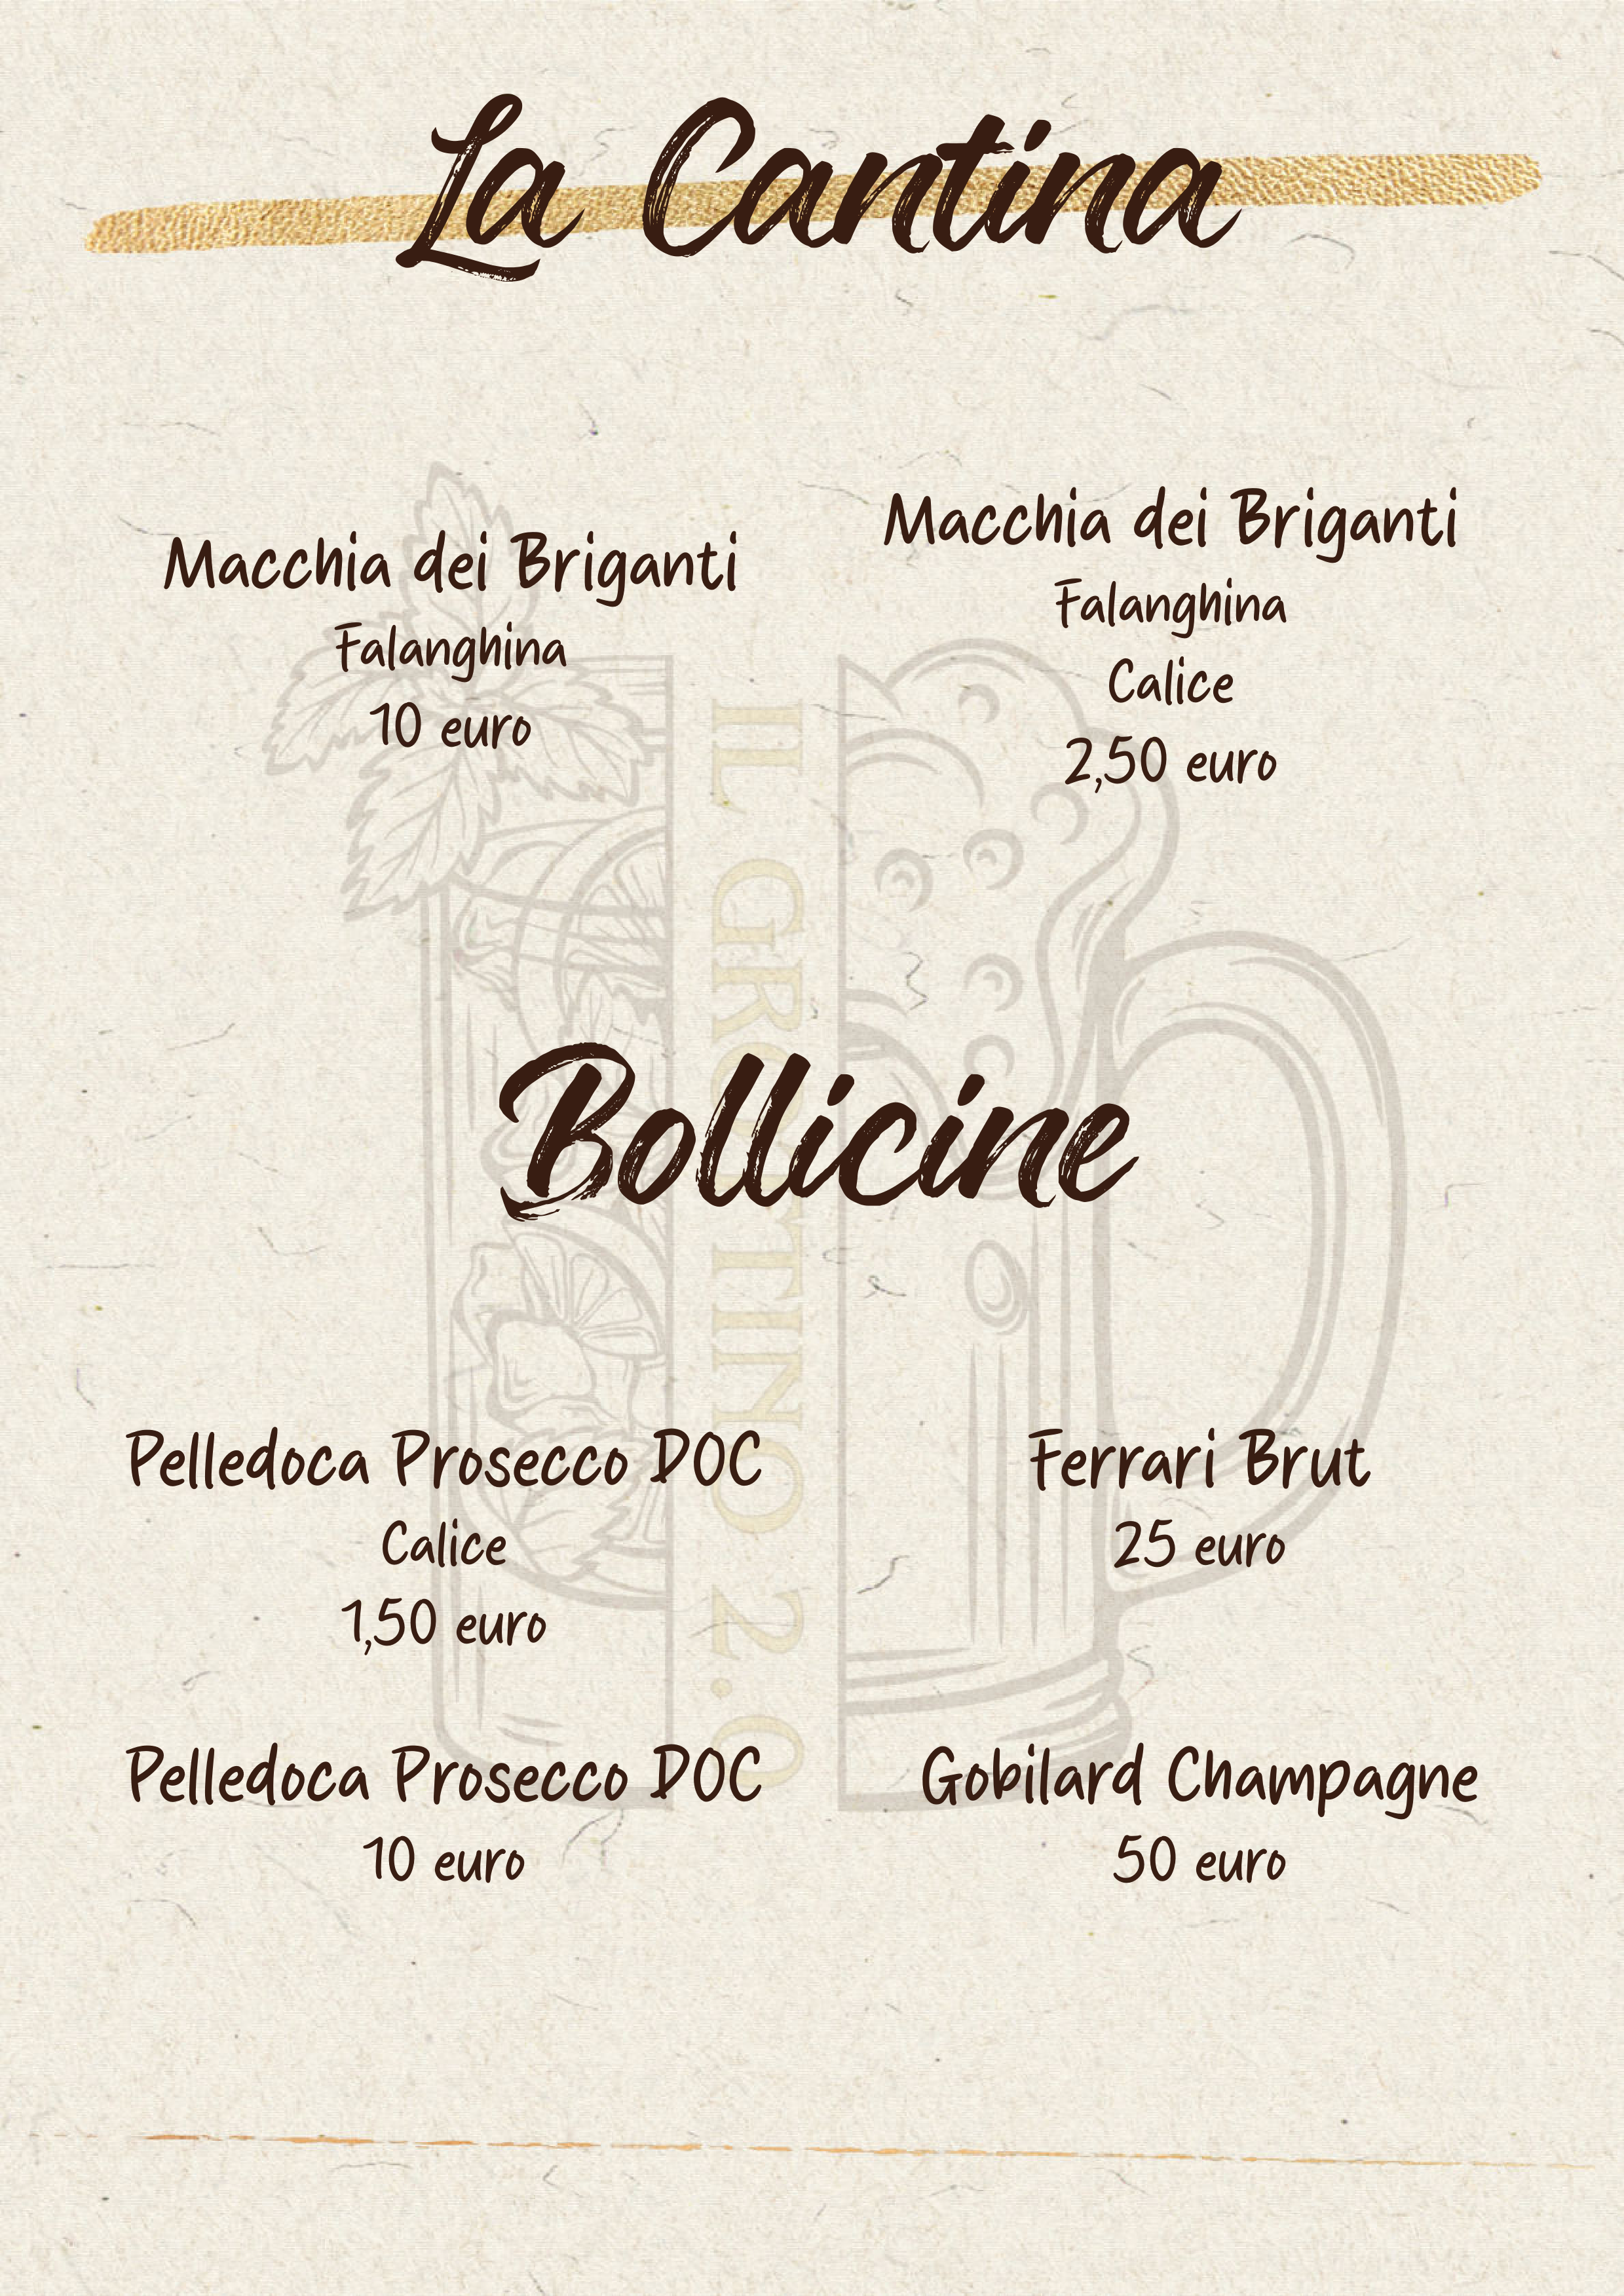 La Cantina
Macchia dei Briganti
Falanghina
10 euro
Macchia dei Briganti
Falanghina
Calice
2,50 euro
IL GROTTINO 2.0
Bollicine
Pelledoca Prosecco DOC
Calice
1,50 euro
Ferrari Brut
25 euro
Pelledoca Prosecco DOC
10 euro
Gobilard Champagne
50 euro